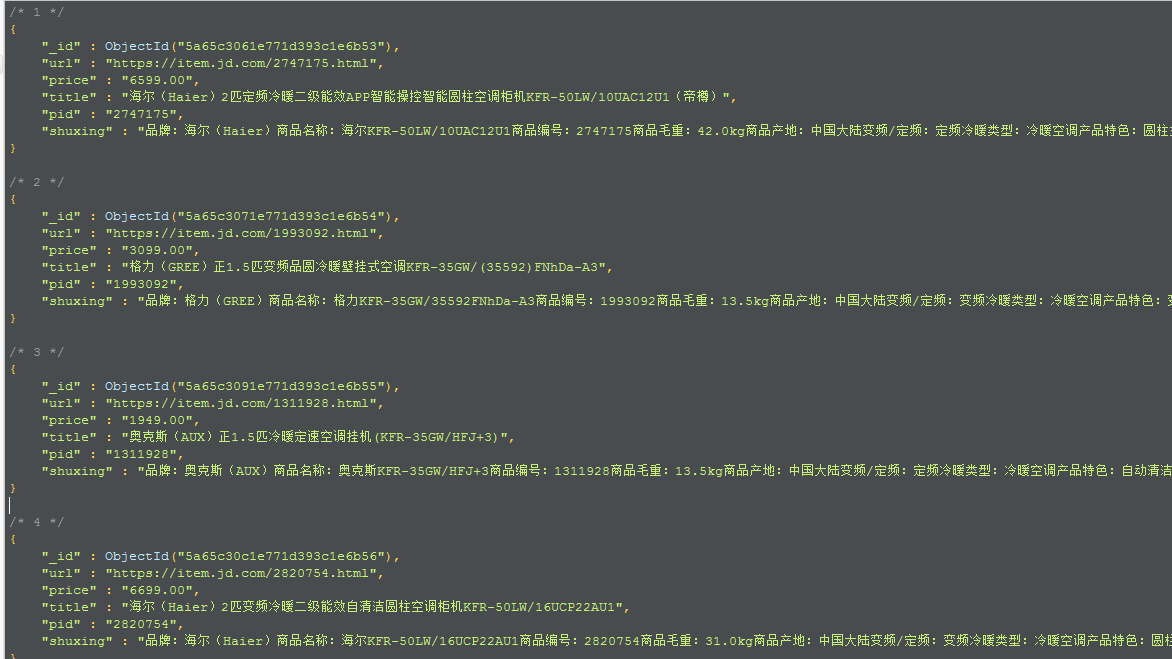 /* 1 */
{
"_id" : ObjectId("5a65c3061e771d393c1e6b53"),
"url" : "https://item.jd.com/2747175.html",
"price" : "6599.00",
"title" : "海尔（Haier）2匹定频冷暖二级能效APP智能操控智能圆柱空调柜机KFR-50LW/10UAC12U1（帝樽）",
"pid" : "2747175",
"shuxing" : "品牌：海尔（Haier）商品名称：海尔KFR-50LW/10UAC12U1商品编号：2747175商品毛重：42.0kg商品产地：中国大陆变频/定频：定频冷暖类型：冷暖空调产品特色：圆柱
}
/* 2 */
{
"_id" : ObjectId("5a65c3071e771d393c1e6b54"),
"url" : "https://item.jd.com/1993092.html",
"price" : "3099.00",
"title" : "格力（GREE）正1.5匹变频品圆冷暖壁挂式空调KFR-35GW/(35592)FNhDa-A3",
"pid" : "1993092",
"shuxing" : "品牌：格力（GREE）商品名称：格力KFR-35GW/35592FNhDa-A3商品编号：1993092商品毛重：13.5kg商品产地：中国大陆变频/定频：变频冷暖类型：冷暖空调产品特色：
}
/* 3 */
{
"_id" : ObjectId("5a65c3091e771d393c1e6b55"),
"url" : "https://item.jd.com/1311928.html",
"price" : "1949.00",
"title" : "奥克斯（AUX）正1.5匹冷暖定速空调挂机(KFR-35GW/HFJ+3)",
"pid" : "1311928",
"shuxing" : "品牌：奥克斯（AUX）商品名称：奥克斯KFR-35GW/HFJ+3商品编号：1311928商品毛重：13.5kg商品产地：中国大陆变频/定频：定频冷暖类型：冷暖空调产品特色：自动清洁
}
/* 4 */
{
"_id" : ObjectId("5a65c30c1e771d393c1e6b56"),
"url" : "https://item.jd.com/2820754.html",
"price" : "6699.00",
"title" : "海尔（Haier）2匹变频冷暖二级能效自清洁圆柱空调柜机KFR-50LW/16UCP22AU1",
"pid" : "2820754",
"shuxing" : "品牌：海尔（Haier）商品名称：海尔KFR-50LW/16UCP22AU1商品编号：2820754商品毛重：31.0kg商品产地：中国大陆变频/定频：变频冷暖类型：冷暖空调产品特色：圆柱
}